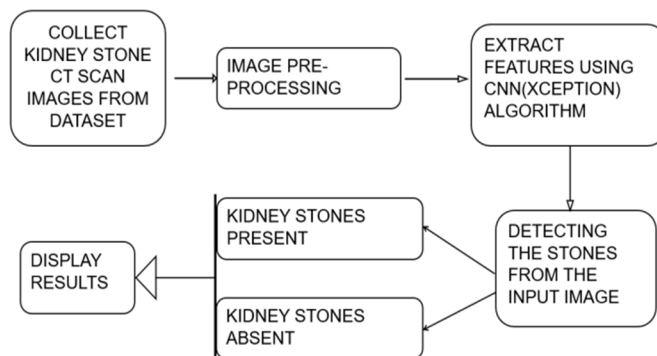 COLLECT
KIDNEY STONE
CT SCAN
IMAGES FROM
DATASET
IMAGE PRE-
PROCESSING
EXTRACT
FEATURES USING
CNN(XCEPTION)
ALGORITHM
DETECTING
THE STONES
FROM THE
INPUT IMAGE
KIDNEY STONES
PRESENT
KIDNEY STONES
ABSENT
DISPLAY
RESULTS